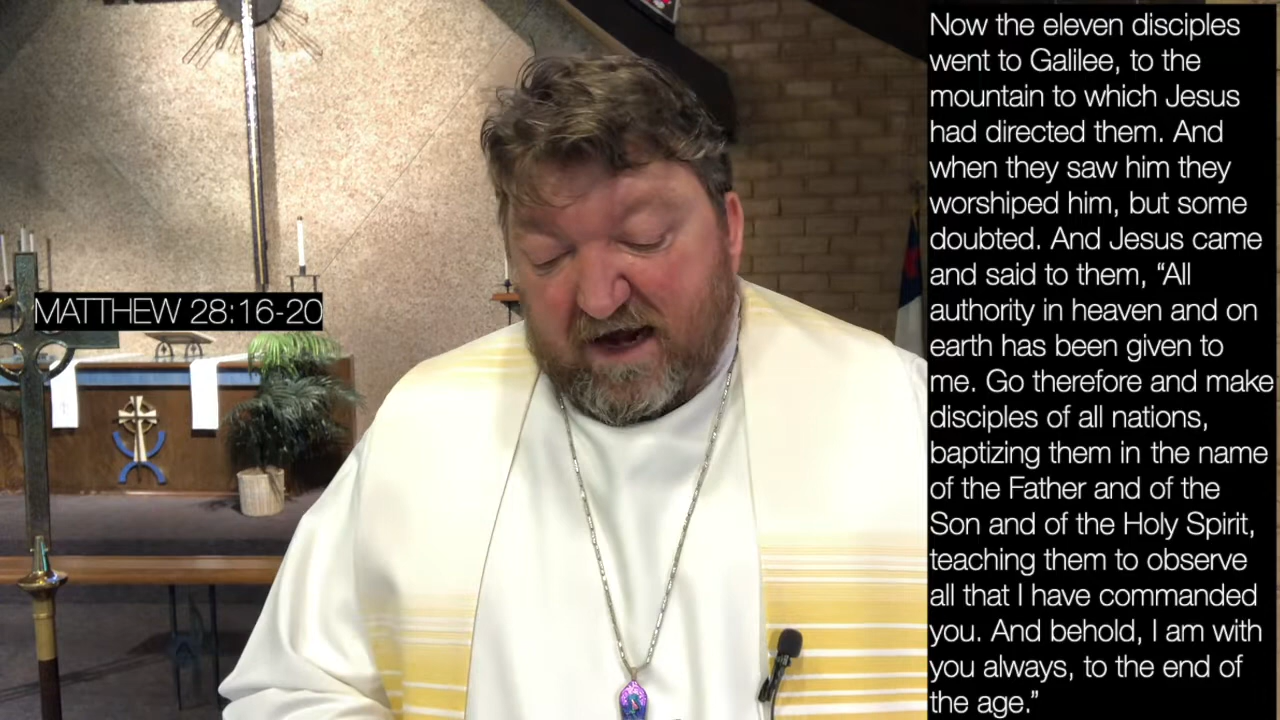 MATTHEW 28:16-20
Now the eleven disciples
went to Galilee, to the
mountain to which Jesus
had directed them. And
when they saw him they
worshiped him, but some
doubted. And Jesus came
and said to them, “All
authority in heaven and on
earth has been given to
me. Go therefore and make
disciples of all nations,
baptizing them in the name
of the Father and of the
Son and of the Holy Spirit,
teaching them to observe
all that I have commanded
you. And behold, I am with
you always, to the end of
the age.”